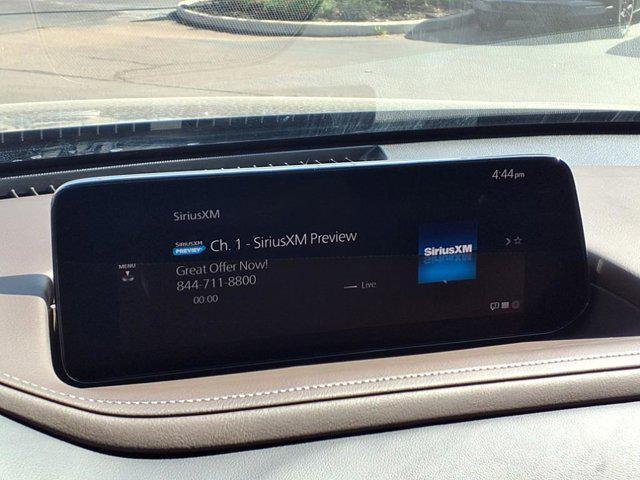 4:44pm
SiriusXM
SIRIUSXM
PREVIEW
Ch. 1 - SiriusXM Preview
SiriusXM
MENU
Great Offer Now!
844-711-8800
Live
00:00